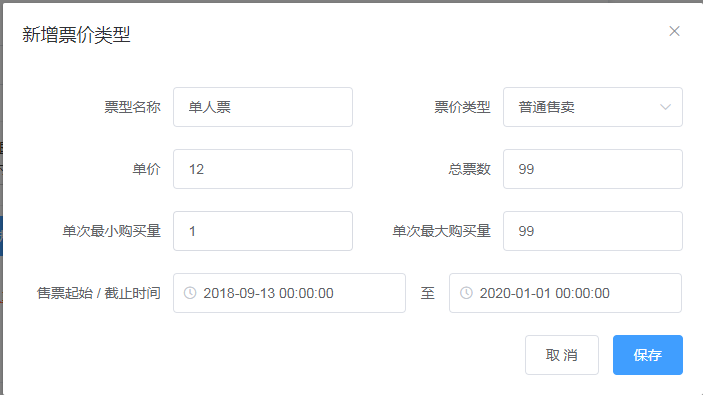 新增票价类型
票型名称 单人票 票价类型 普通售卖
单价 12 总票数 99
单次最小购买量 1 单次最大购买量 99
售票起始 / 截止时间 2018-09-13 00:00:00 至 2020-01-01 00:00:00
取 消 保存